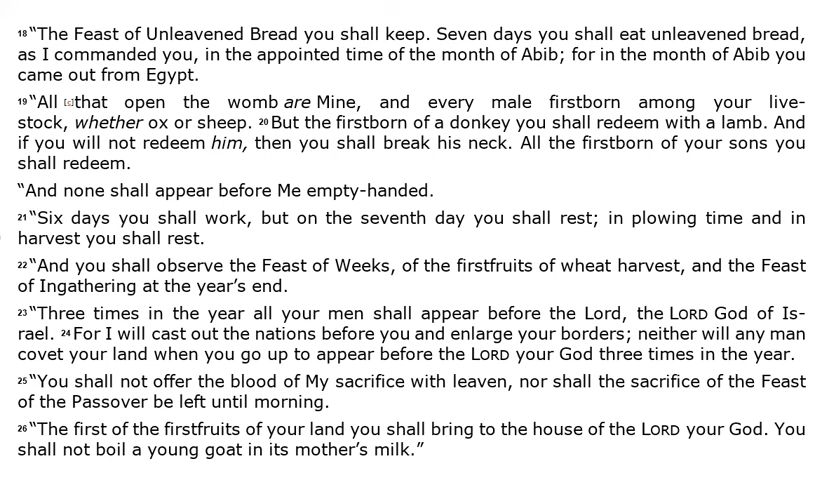 18“The Feast of Unleavened Bread you shall keep. Seven days you shall eat unleavened bread,
as I commanded you, in the appointed time of the month of Abib; for in the month of Abib you
came out from Egypt.
19“All [c]that open the womb are Mine, and every male firstborn among your live-
stock, whether ox or sheep. 20But the firstborn of a donkey you shall redeem with a lamb. And
if you will not redeem him, then you shall break his neck. All the firstborn of your sons you
shall redeem.
“And none shall appear before Me empty-handed.
21“Six days you shall work, but on the seventh day you shall rest; in plowing time and in
harvest you shall rest.
22“And you shall observe the Feast of Weeks, of the firstfruits of wheat harvest, and the Feast
of Ingathering at the year’s end.
23“Three times in the year all your men shall appear before the Lord, the LORD God of Is-
rael. 24For I will cast out the nations before you and enlarge your borders; neither will any man
covet your land when you go up to appear before the LORD your God three times in the year.
25“You shall not offer the blood of My sacrifice with leaven, nor shall the sacrifice of the Feast
of the Passover be left until morning.
26“The first of the firstfruits of your land you shall bring to the house of the LORD your God. You
shall not boil a young goat in its mother’s milk.”